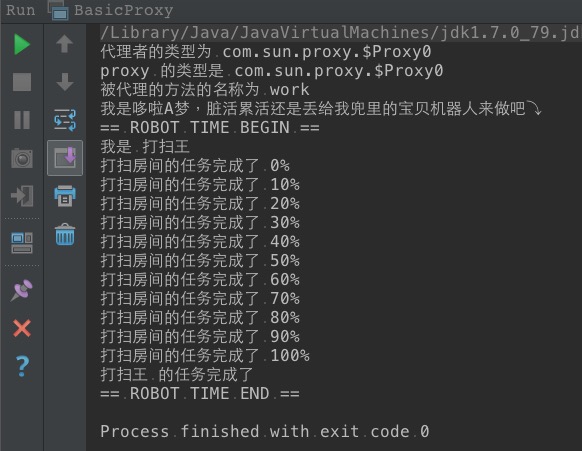 Run BasicProxy
/Library/Java/JavaVirtualMachines/jdk1.7.0_79.jd
代理者的类型为 com.sun.proxy.$Proxy0
proxy 的类型是 com.sun.proxy.$Proxy0
被代理的方法的名称为 work
我是哆啦A梦，脏活累活还是丢给我兜里的宝贝机器人来做吧～
== ROBOT TIME BEGIN ==
我是 打扫王
打扫房间的任务完成了 0%
打扫房间的任务完成了 10%
打扫房间的任务完成了 20%
打扫房间的任务完成了 30%
打扫房间的任务完成了 40%
打扫房间的任务完成了 50%
打扫房间的任务完成了 60%
打扫房间的任务完成了 70%
打扫房间的任务完成了 80%
打扫房间的任务完成了 90%
打扫房间的任务完成了 100%
打扫王 的任务完成了
== ROBOT TIME END ==
Process finished with exit code 0